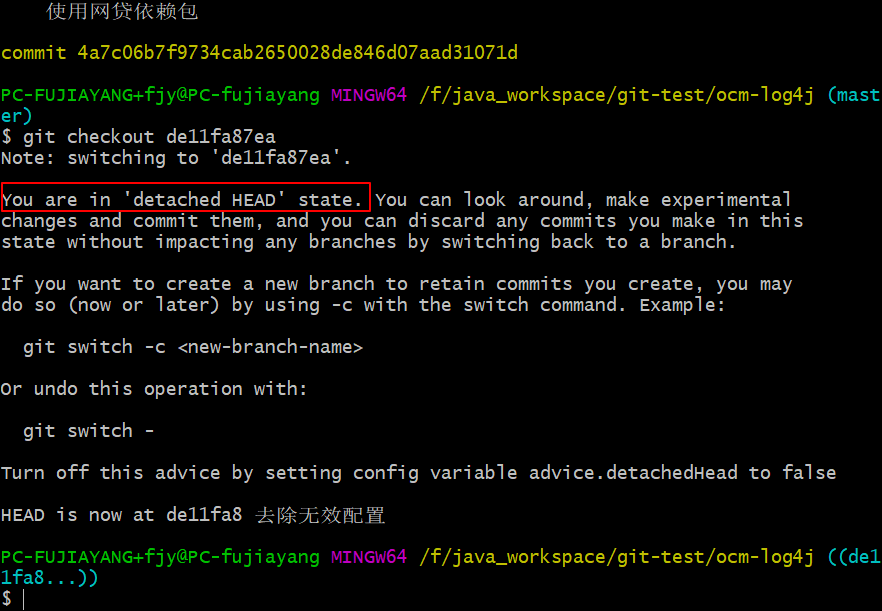 使用网贷依赖包
commit 4a7c06b7f9734cab2650028de846d07aad31071d
PC-FUJIAYANG+fjy@PC-fujiayang MINGW64 /f/java_workspace/git-test/ocm-log4j (mast
er)
$ git checkout de11fa87ea
Note: switching to 'de11fa87ea'.
You are in 'detached HEAD' state. You can look around, make experimental
changes and commit them, and you can discard any commits you make in this
state without impacting any branches by switching back to a branch.
If you want to create a new branch to retain commits you create, you may
do so (now or later) by using -c with the switch command. Example:
git switch -c <new-branch-name>
Or undo this operation with:
git switch -
Turn off this advice by setting config variable advice.detachedHead to false
HEAD is now at de11fa8 去除无效配置
PC-FUJIAYANG+fjy@PC-fujiayang MINGW64 /f/java_workspace/git-test/ocm-log4j ((de1
1fa8...))
$